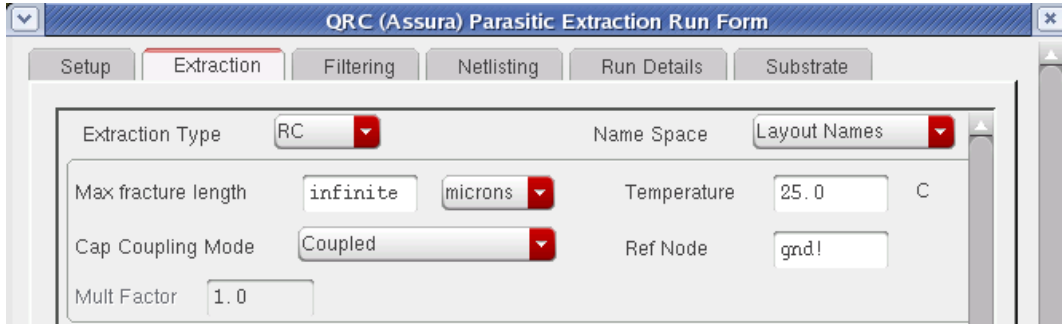 QRC (Assura) Parasitic Extraction Run Form
Setup Extraction Filtering Netlisting Run Details Substrate
Extraction Type RC Name Space Layout Names
Max fracture length infinite microns Temperature 25.0 C
Cap Coupling Mode Coupled Ref Node gnd!
Mult Factor 1.0